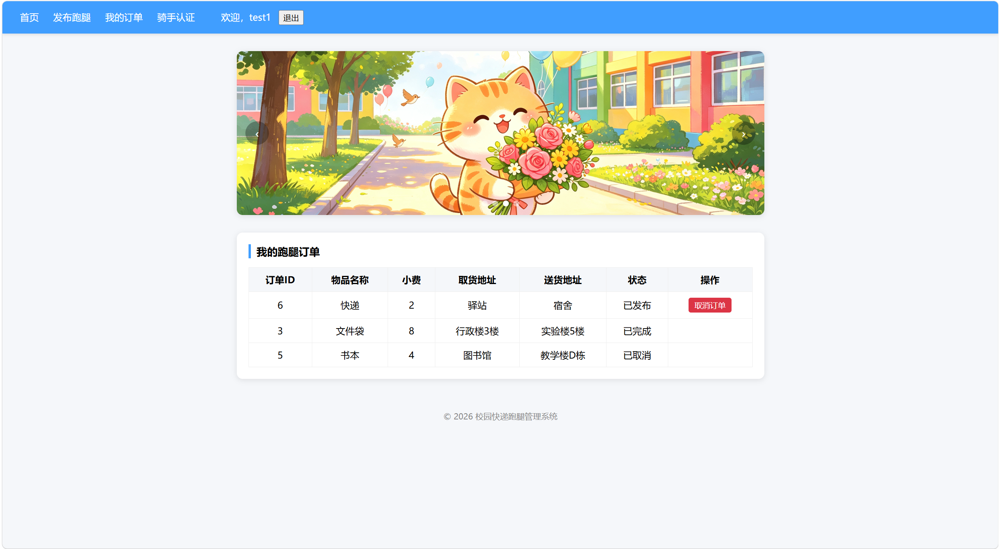 首页 发布跑腿 我的订单 骑手认证 欢迎，test1 退出
‹ ›
我的跑腿订单
订单ID 物品名称 小费 取货地址 送货地址 状态 操作
6 快递 2 驿站 宿舍 已发布 取消订单
3 文件袋 8 行政楼3楼 实验楼5楼 已完成
5 书本 4 图书馆 教学楼D栋 已取消
© 2026 校园快递跑腿管理系统